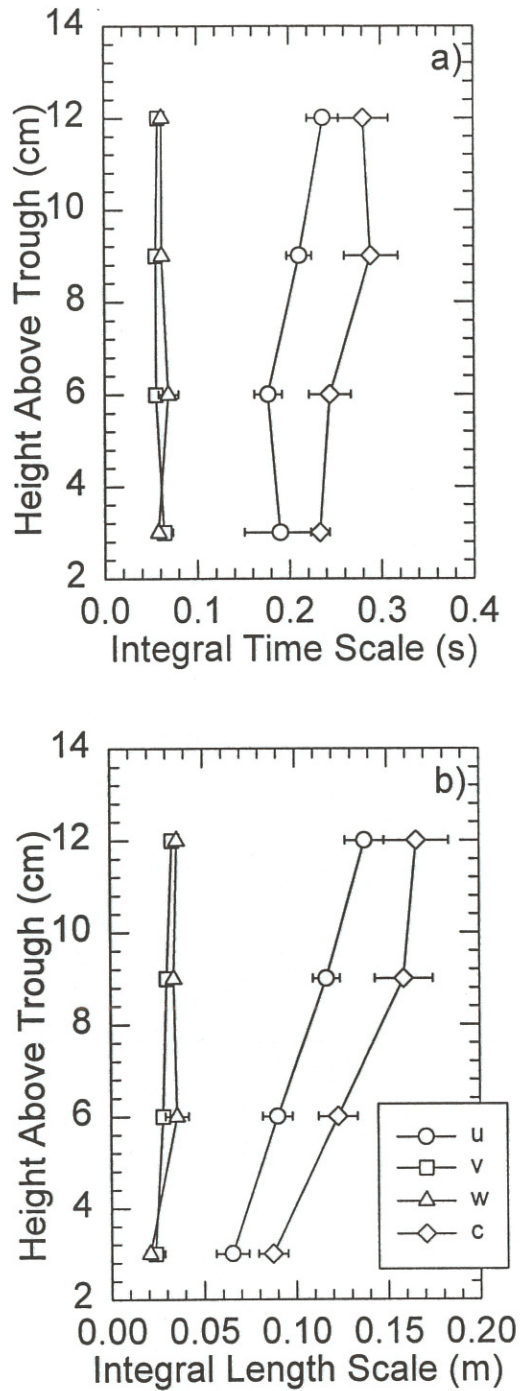 a)
14
12
10
8
6
4
2
Height Above Trough (cm)
0.0 0.1 0.2 0.3 0.4
Integral Time Scale (s)
b)
14
12
10
8
6
4
2
Height Above Trough (cm)
u
v
w
c
0.00 0.05 0.10 0.15 0.20
Integral Length Scale (m)